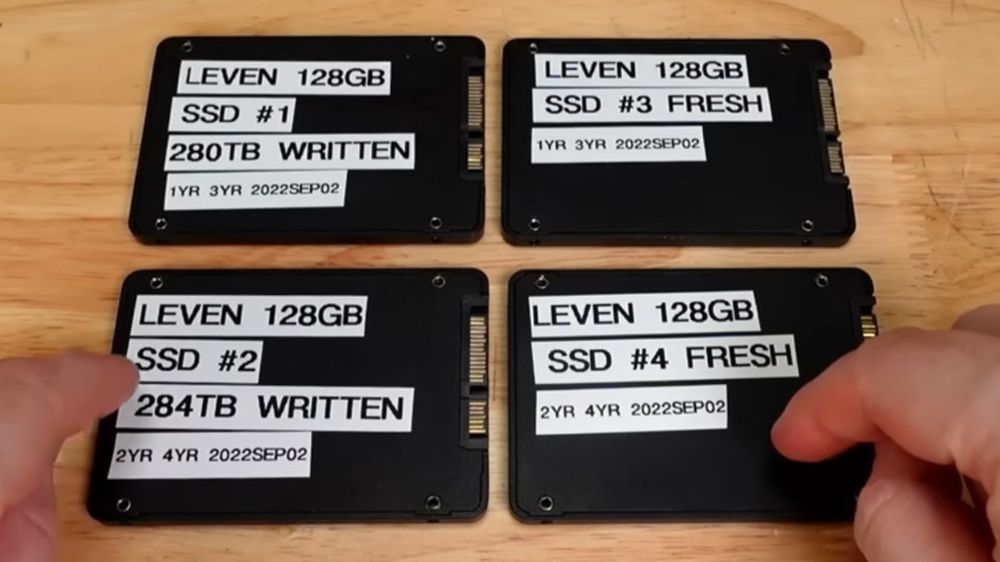 LEVEN 128GB
SSD #1
280TB WRITTEN
1YR 3YR 2022SEP02
LEVEN 128GB
SSD #3 FRESH
1YR 3YR 2022SEP02
LEVEN 128GB
SSD #2
284TB WRITTEN
2YR 4YR 2022SEP02
LEVEN 128GB
SSD #4 FRESH
2YR 4YR 2022SEP02